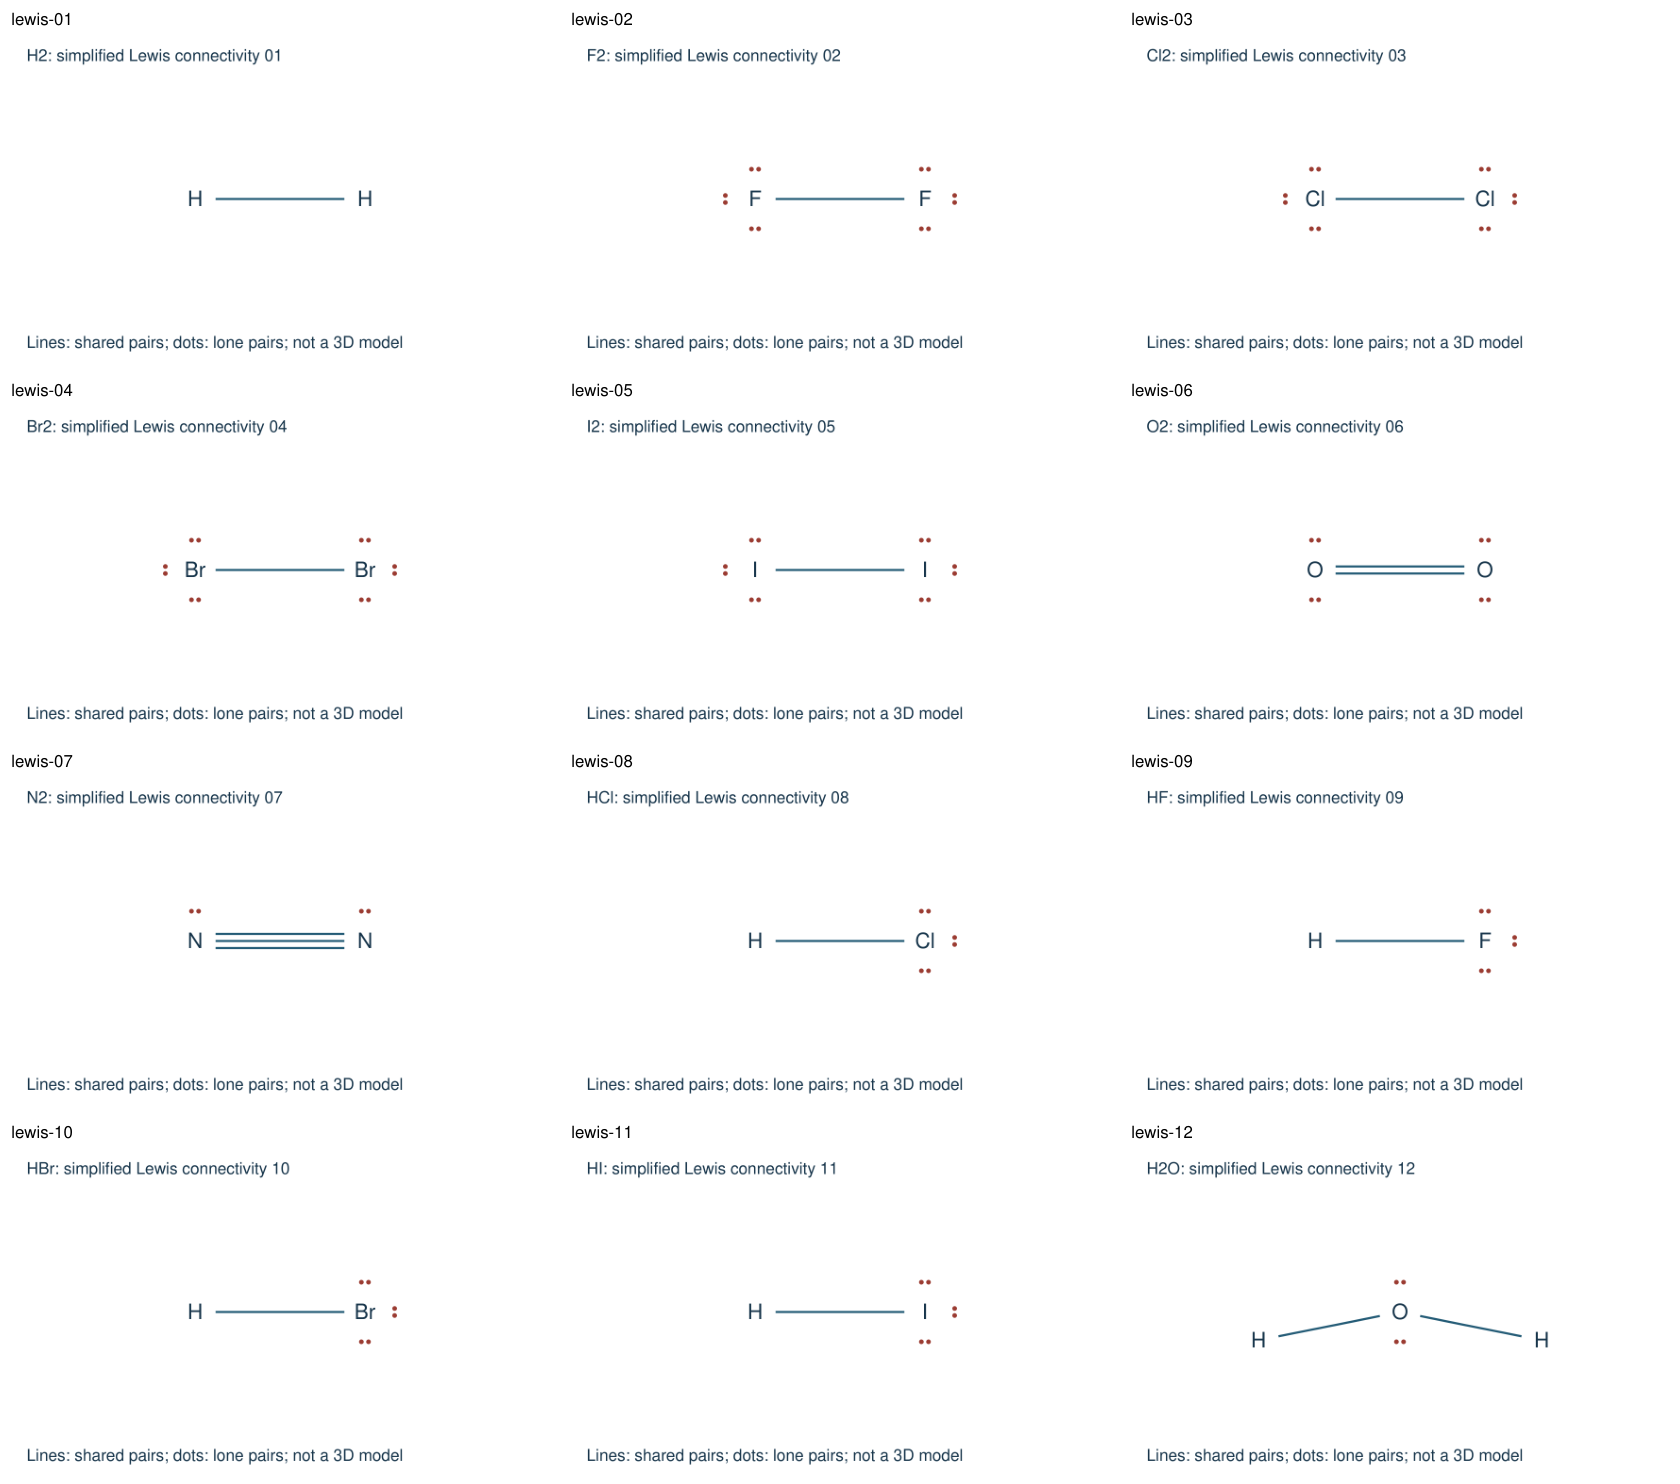 lewis-01 lewis-02 lewis-03
H2: simplified Lewis connectivity 01 F2: simplified Lewis connectivity 02 Cl2: simplified Lewis connectivity 03
H H F F Cl Cl
Lines: shared pairs; dots: lone pairs; not a 3D model Lines: shared pairs; dots: lone pairs; not a 3D model Lines: shared pairs; dots: lone pairs; not a 3D model
lewis-04 lewis-05 lewis-06
Br2: simplified Lewis connectivity 04 I2: simplified Lewis connectivity 05 O2: simplified Lewis connectivity 06
Br Br I I O O
Lines: shared pairs; dots: lone pairs; not a 3D model Lines: shared pairs; dots: lone pairs; not a 3D model Lines: shared pairs; dots: lone pairs; not a 3D model
lewis-07 lewis-08 lewis-09
N2: simplified Lewis connectivity 07 HCl: simplified Lewis connectivity 08 HF: simplified Lewis connectivity 09
N N H Cl H F
Lines: shared pairs; dots: lone pairs; not a 3D model Lines: shared pairs; dots: lone pairs; not a 3D model Lines: shared pairs; dots: lone pairs; not a 3D model
lewis-10 lewis-11 lewis-12
HBr: simplified Lewis connectivity 10 HI: simplified Lewis connectivity 11 H2O: simplified Lewis connectivity 12
H Br H I O
H H
Lines: shared pairs; dots: lone pairs; not a 3D model Lines: shared pairs; dots: lone pairs; not a 3D model Lines: shared pairs; dots: lone pairs; not a 3D model